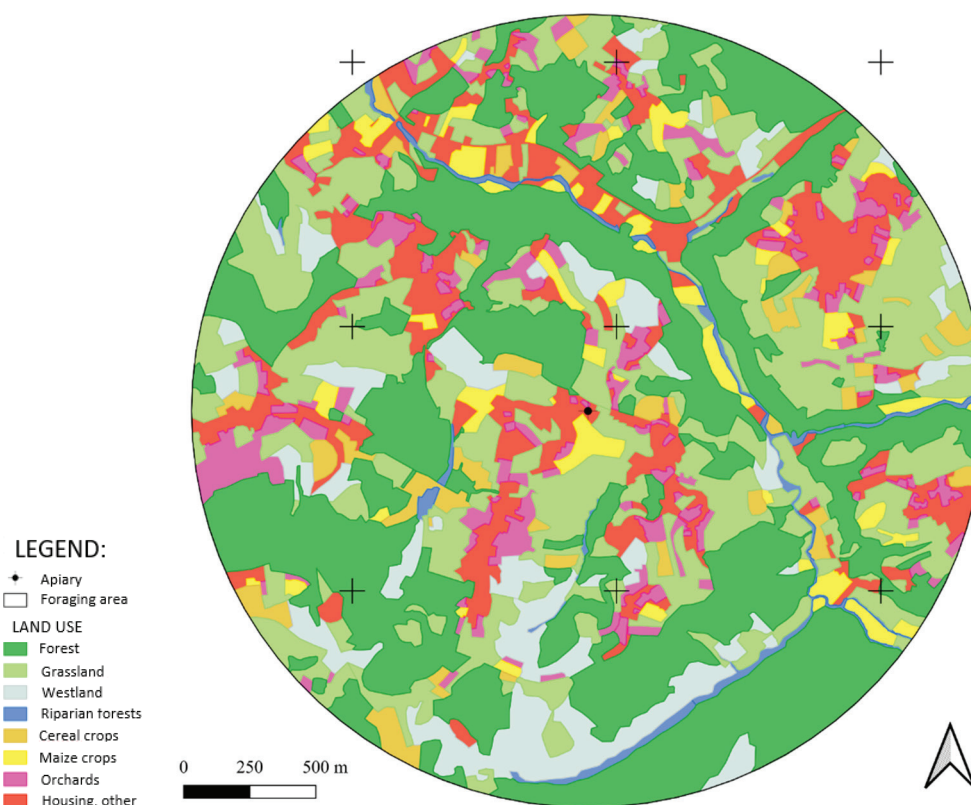 LEGEND:
Apiary
Foraging area
LAND USE
Forest
Grassland
Westland
Riparian forests
Cereal crops
Maize crops
Orchards
Housing, other
0 250 500 m